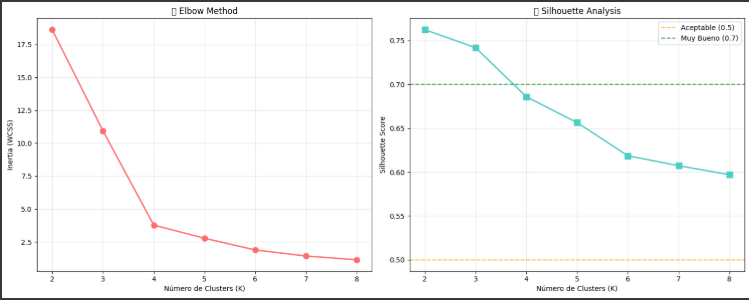 Elbow Method
Inertia (WCSS)
17.5
15.0
12.5
10.0
7.5
5.0
2.5
2 3 4 5 6 7 8
Número de Clusters (K)
Silhouette Analysis
Aceptable (0.5)
Muy Bueno (0.7)
Silhouette Score
0.75
0.70
0.65
0.60
0.55
0.50
2 3 4 5 6 7 8
Número de Clusters (K)